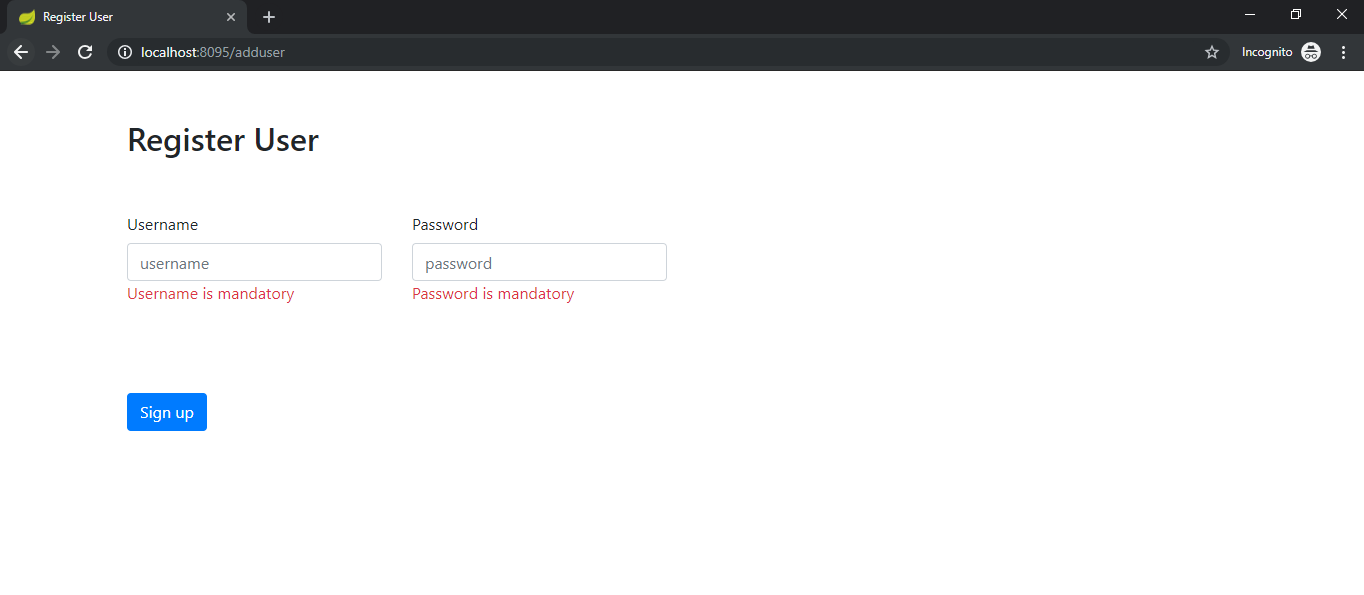 Register User
localhost:8095/adduser
Incognito
Register User
Username Password
username password
Username is mandatory Password is mandatory
Sign up